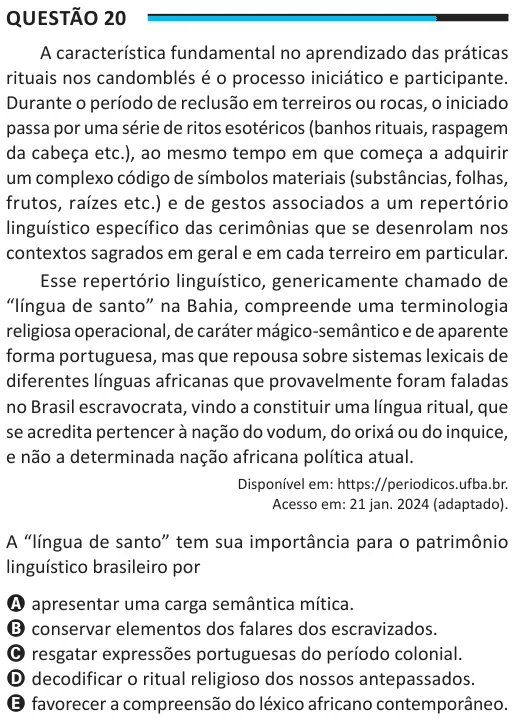 QUESTÃO 20
A característica fundamental no aprendizado das práticas
rituais nos candomblés é o processo iniciático e participante.
Durante o período de reclusão em terreiros ou rocas, o iniciado
passa por uma série de ritos esotéricos (banhos rituais, raspagem
da cabeça etc.), ao mesmo tempo em que começa a adquirir
um complexo código de símbolos materiais (substâncias, folhas,
frutos, raízes etc.) e de gestos associados a um repertório
linguístico específico das cerimônias que se desenrolam nos
contextos sagrados em geral e em cada terreiro em particular.
Esse repertório linguístico, genericamente chamado de
“língua de santo” na Bahia, compreende uma terminologia
religiosa operacional, de caráter mágico-semântico e de aparente
forma portuguesa, mas que repousa sobre sistemas lexicais de
diferentes línguas africanas que provavelmente foram faladas
no Brasil escravocrata, vindo a constituir uma língua ritual, que
se acredita pertencer à nação do vodum, do orixá ou do inquice,
e não a determinada nação africana política atual.
Disponível em: https://periodicos.ufba.br.
Acesso em: 21 jan. 2024 (adaptado).
A “língua de santo” tem sua importância para o patrimônio
linguístico brasileiro por
A apresentar uma carga semântica mítica.
B conservar elementos dos falares dos escravizados.
C resgatar expressões portuguesas do período colonial.
D decodificar o ritual religioso dos nossos antepassados.
E favorecer a compreensão do léxico africano contemporâneo.